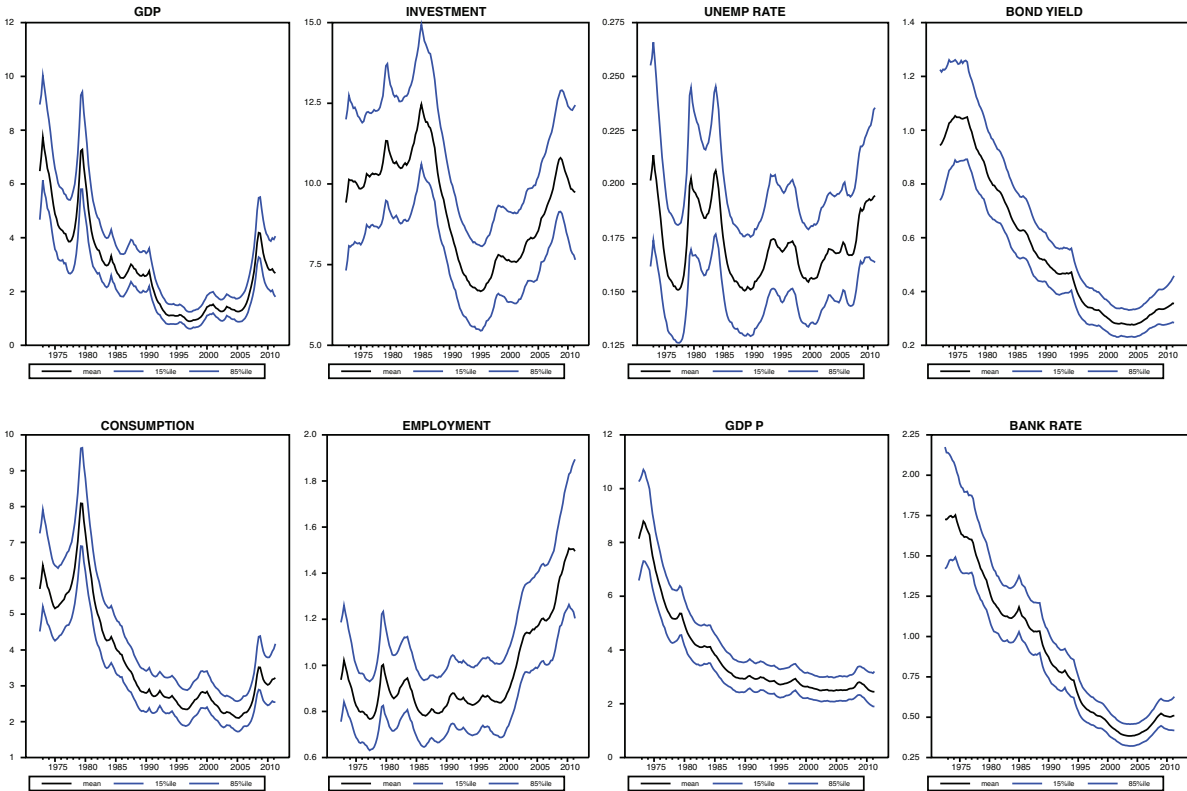 GDP
12
10
8
6
4
2
0
1975 1980 1985 1990 1995 2000 2005 2010
mean 15%ile 85%ile
INVESTMENT
15.0
12.5
10.0
7.5
5.0
1975 1980 1985 1990 1995 2000 2005 2010
mean 15%ile 85%ile
UNEMP RATE
0.275
0.250
0.225
0.200
0.175
0.150
0.125
1975 1980 1985 1990 1995 2000 2005 2010
mean 15%ile 85%ile
BOND YIELD
1.4
1.2
1.0
0.8
0.6
0.4
0.2
1975 1980 1985 1990 1995 2000 2005 2010
mean 15%ile 85%ile
CONSUMPTION
10
9
8
7
6
5
4
3
2
1
1975 1980 1985 1990 1995 2000 2005 2010
mean 15%ile 85%ile
EMPLOYMENT
2.0
1.8
1.6
1.4
1.2
1.0
0.8
0.6
1975 1980 1985 1990 1995 2000 2005 2010
mean 15%ile 85%ile
GDP P
12
10
8
6
4
2
0
1975 1980 1985 1990 1995 2000 2005 2010
mean 15%ile 85%ile
BANK RATE
2.25
2.00
1.75
1.50
1.25
1.00
0.75
0.50
0.25
1975 1980 1985 1990 1995 2000 2005 2010
mean 15%ile 85%ile